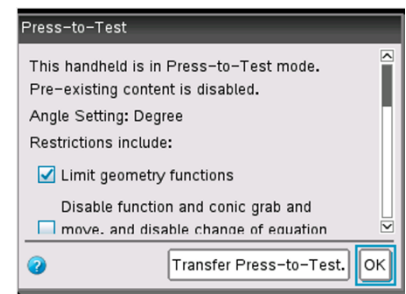 Press-to-Test
This handheld is in Press-to-Test mode.
Pre-existing content is disabled.
Angle Setting: Degree
Restrictions include:
Limit geometry functions
Disable function and conic grab and
move, and disable change of equation
?
Transfer Press-to-Test.
OK